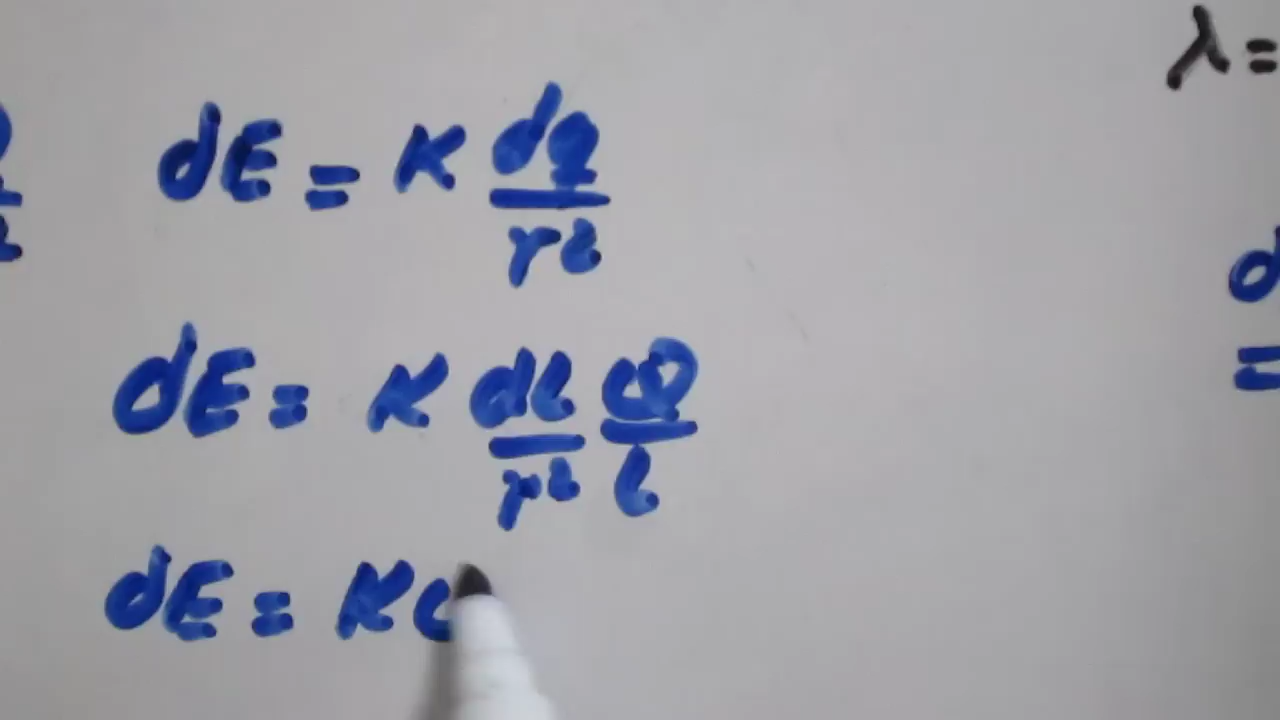 λ =
dE = K dq/r²
dE = K dl/r² Q/l
dE = K
=